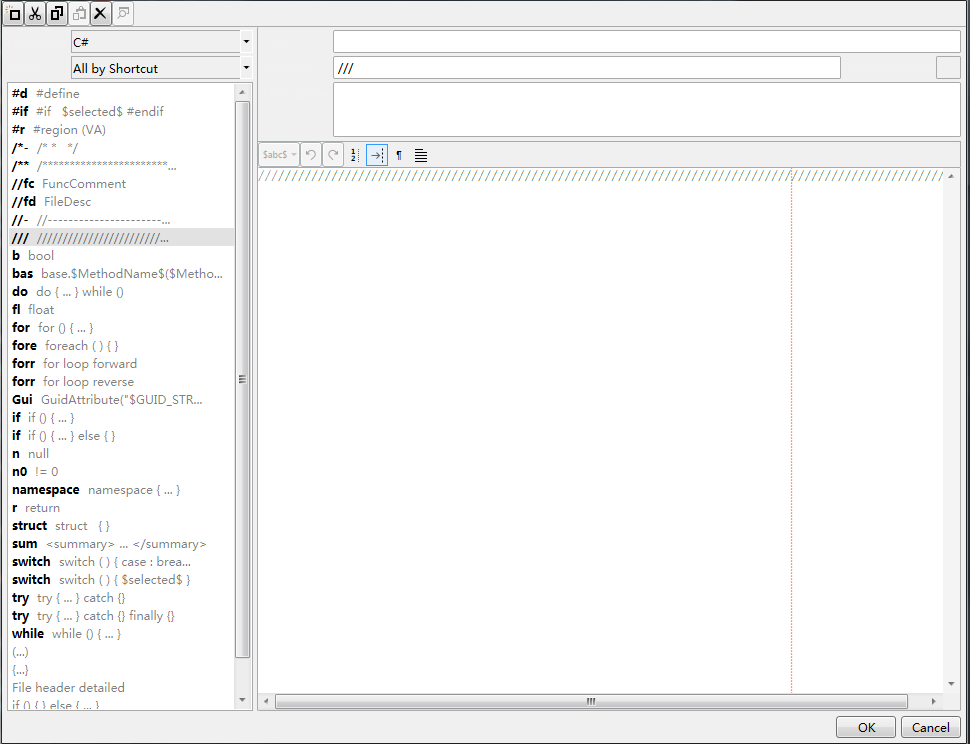 C#
All by Shortcut
///
#d #define
#if #if $selected$ #endif
#r #region (VA)
/*- /* * */
/** /***********************...
//fc FuncComment
//fd FileDesc
//- //----------------------...
/// ////////////////////////...
b bool
bas base.$MethodName$($Metho...
do do { ... } while ()
fl float
for for () { ... }
fore foreach ( ) { }
forr for loop forward
forr for loop reverse
Gui GuidAttribute("$GUID_STR...
if if () { ... }
if if () { ... } else { }
n null
n0 != 0
namespace namespace { ... }
r return
struct struct { }
sum <summary> ... </summary>
switch switch ( ) { case : brea...
switch switch ( ) { $selected$ }
try try { ... } catch {}
try try { ... } catch {} finally {}
while while () { ... }
(...)
{...}
File header detailed
if () { } else { ... }
$abc$
OK
Cancel